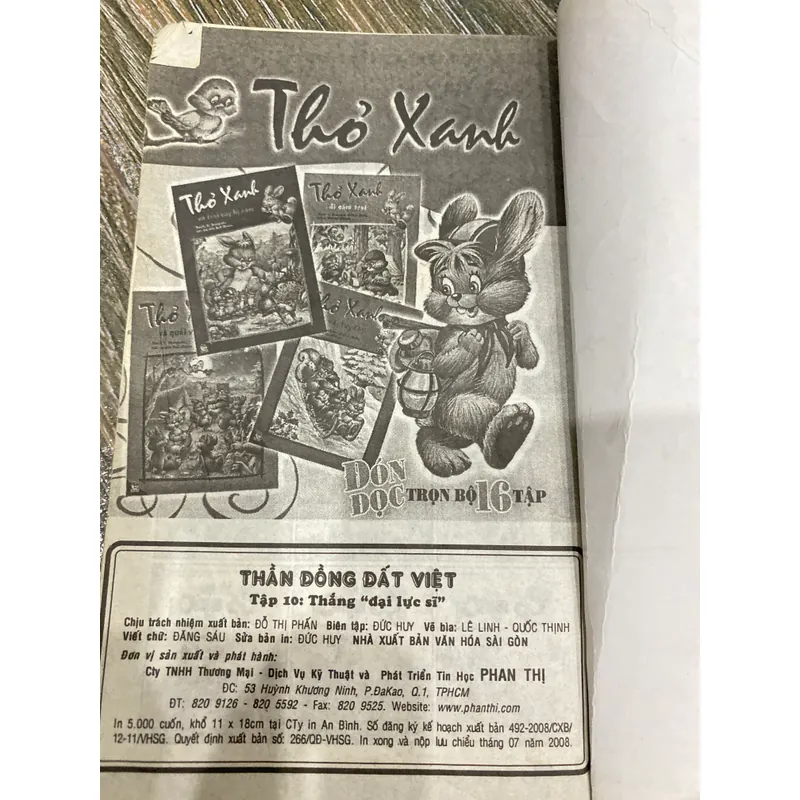 Thỏ Xanh
Thỏ Xanh
Thỏ Xanh
đi cắm trại
Thỏ Xanh
Thỏ Xanh
ĐÓN
ĐỌC TRỌN BỘ 16 TẬP
THẦN ĐỒNG ĐẤT VIỆT
Tập 10: Thắng "đại lực sĩ"
Chịu trách nhiệm xuất bản: ĐỖ THỊ PHẤN Biên tập: ĐỨC HUY Vẽ bìa: LÊ LINH - QUỐC THỊNH
Viết chữ: ĐĂNG SÁU Sửa bản in: ĐỨC HUY NHÀ XUẤT BẢN VĂN HÓA SÀI GÒN
Đơn vị sản xuất và phát hành:
Cty TNHH Thương Mại - Dịch Vụ Kỹ Thuật và Phát Triển Tin Học PHAN THỊ
ĐC: 53 Huỳnh Khương Ninh, P.ĐaKao, Q.1, TPHCM
ĐT: 820 9126 - 820 5592 - Fax: 820 9525. Website: www.phanthi.com
In 5.000 cuốn, khổ 11 x 18cm tại CTy in An Bình. Số đăng ký kế hoạch xuất bản 492-2008/CXB/
12-11/VHSG. Quyết định xuất bản số: 266/QĐ-VHSG. In xong và nộp lưu chiểu tháng 07 năm 2008.